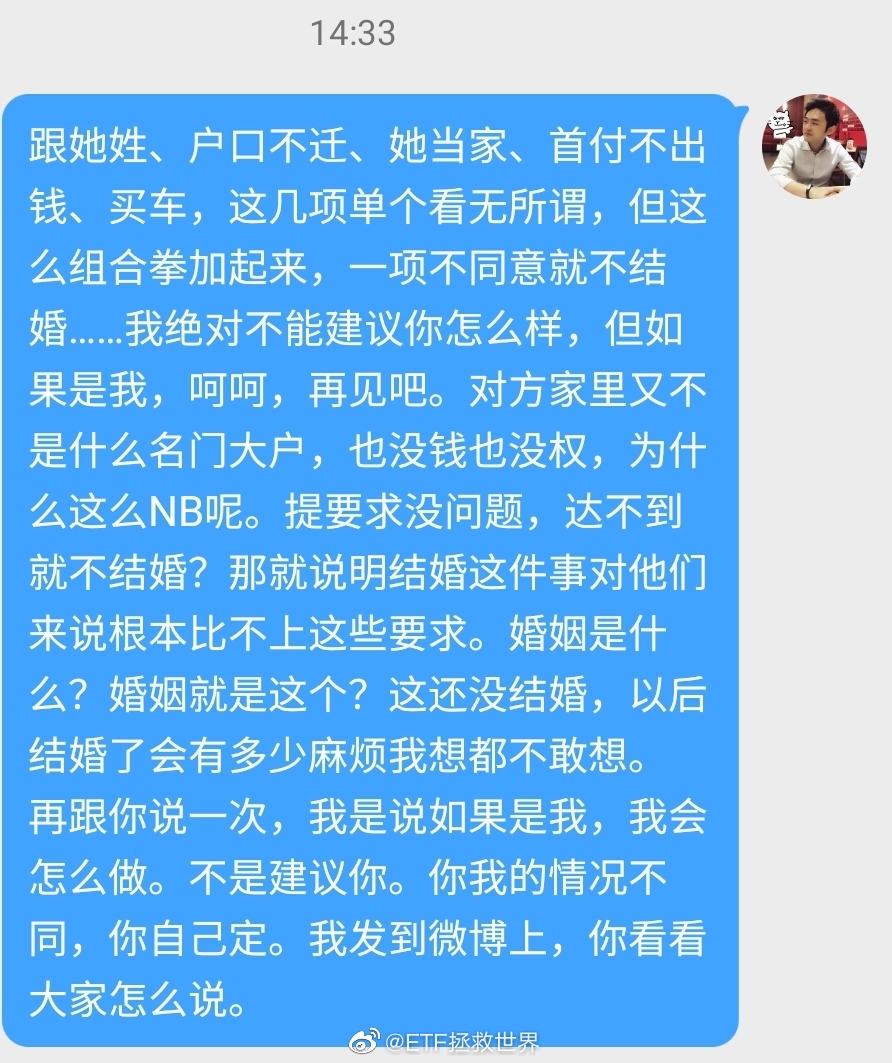 14:33
跟她姓、户口不迁、她当家、首付不出
钱、买车，这几项单个看无所谓，但这
么组合拳加起来，一项不同意就不结
婚……我绝对不能建议你怎么样，但如
果是我，呵呵，再见吧。对方家里又不
是什么名门大户，也没钱也没权，为什
么这么NB呢。提要求没问题，达不到
就不结婚？那就说明结婚这件事对他们
来说根本比不上这些要求。婚姻是什
么？婚姻就是这个？这还没结婚，以后
结婚了会有多少麻烦我想都不敢想。
再跟你说一次，我是说如果是我，我会
怎么做。不是建议你。你我的情况不
同，你自己定。我发到微博上，你看看
大家怎么说。
@ETF拯救世界